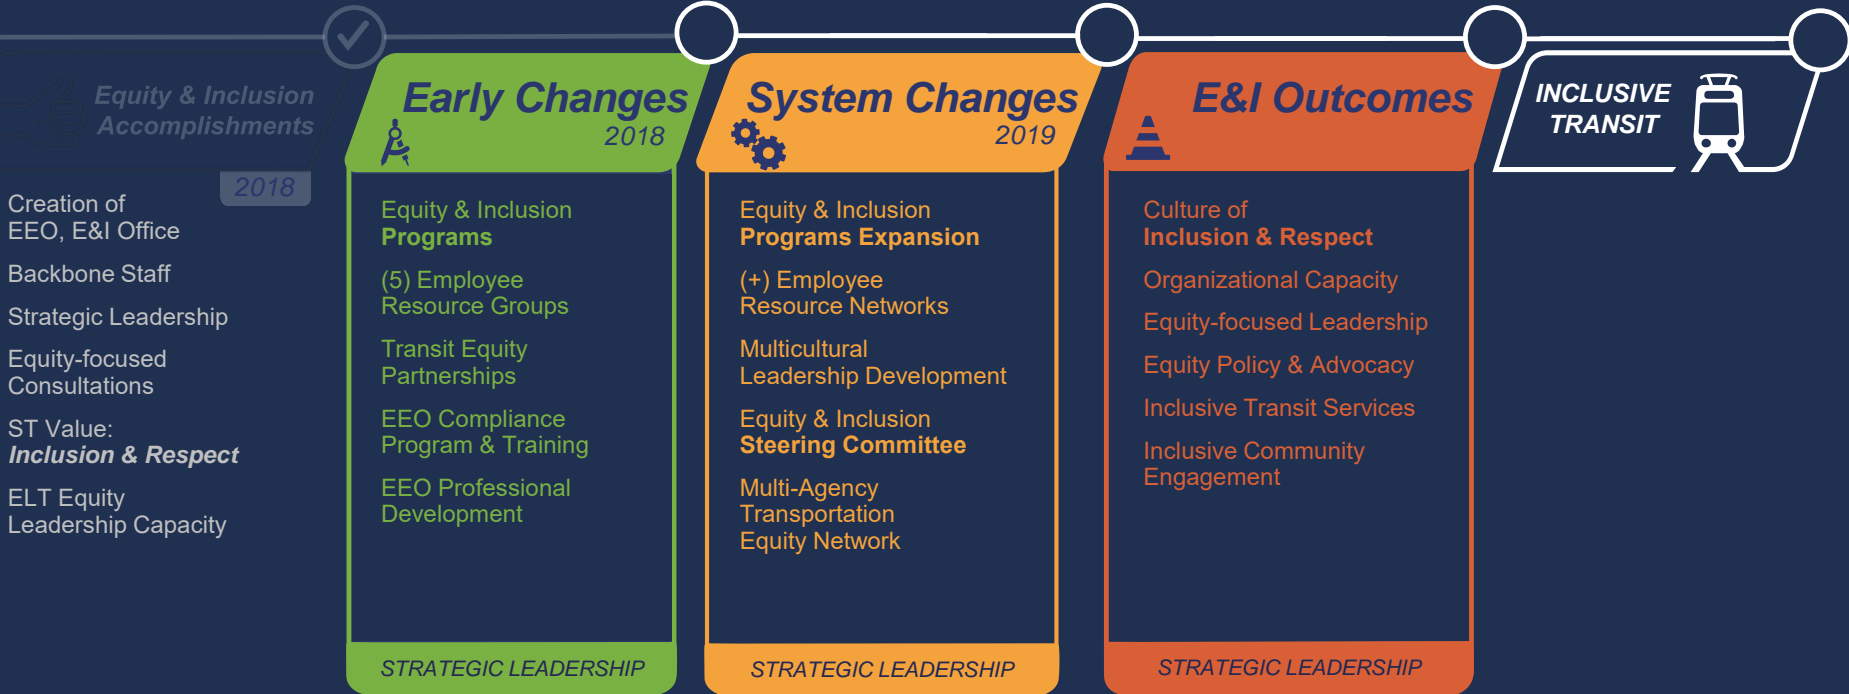 Equity & Inclusion
Accomplishments
2018
Creation of
EEO, E&I Office
Backbone Staff
Strategic Leadership
Equity-focused
Consultations
ST Value:
Inclusion & Respect
ELT Equity
Leadership Capacity
Early Changes
2018
Equity & Inclusion
Programs
(5) Employee
Resource Groups
Transit Equity
Partnerships
EEO Compliance
Program & Training
EEO Professional
Development
STRATEGIC LEADERSHIP
System Changes
2019
Equity & Inclusion
Programs Expansion
(+) Employee
Resource Networks
Multicultural
Leadership Development
Equity & Inclusion
Steering Committee
Multi-Agency
Transportation
Equity Network
STRATEGIC LEADERSHIP
E&I Outcomes
Culture of
Inclusion & Respect
Organizational Capacity
Equity-focused Leadership
Equity Policy & Advocacy
Inclusive Transit Services
Inclusive Community
Engagement
STRATEGIC LEADERSHIP
INCLUSIVE
TRANSIT